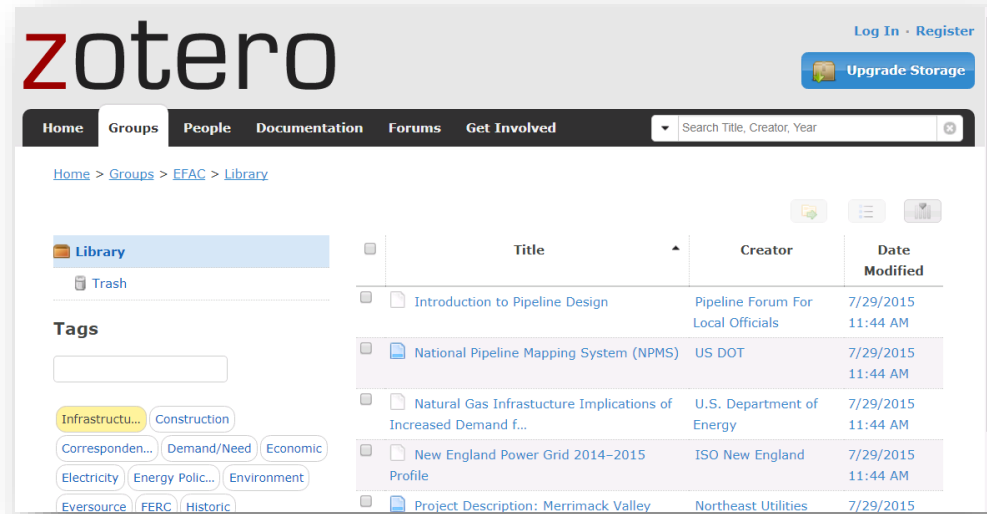 zotero
Log In · Register
Upgrade Storage
Home Groups People Documentation Forums Get Involved
Search Title, Creator, Year
Home > Groups > EFAC > Library
Library
Trash
Tags
Infrastructu... Construction
Corresponden... Demand/Need Economic
Electricity Energy Polic... Environment
Eversource FERC Historic
Title Creator Date
Modified
Introduction to Pipeline Design Pipeline Forum For 7/29/2015
Local Officials 11:44 AM
National Pipeline Mapping System (NPMS) US DOT 7/29/2015
11:44 AM
Natural Gas Infrastucture Implications of U.S. Department of 7/29/2015
Increased Demand f... Energy 11:44 AM
New England Power Grid 2014–2015 ISO New England 7/29/2015
Profile 11:44 AM
Project Description: Merrimack Valley Northeast Utilities 7/29/2015